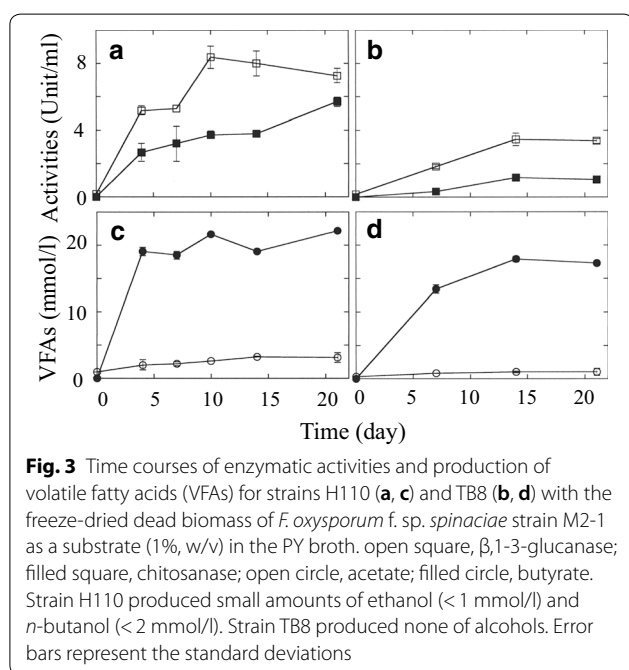 a
b
Activities (Unit/ml)
8
4
0
c
d
VFAs (mmol/l)
20
10
0
0 5 10 15 20 0 5 10 15 20
Time (day)
Fig. 3 Time courses of enzymatic activities and production of
volatile fatty acids (VFAs) for strains H110 (a, c) and TB8 (b, d) with the
freeze-dried dead biomass of F. oxysporum f. sp. spinaciae strain M2-1
as a substrate (1%, w/v) in the PY broth. open square, β,1-3-glucanase;
filled square, chitosanase; open circle, acetate; filled circle, butyrate.
Strain H110 produced small amounts of ethanol (< 1 mmol/l) and
n-butanol (< 2 mmol/l). Strain TB8 produced none of alcohols. Error
bars represent the standard deviations